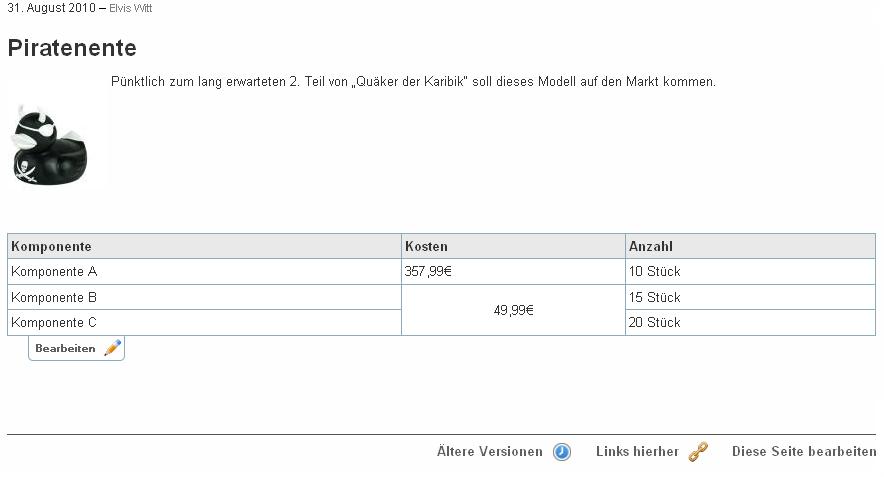 31. August 2010 – Elvis Witt
Piratenente
Pünktlich zum lang erwarteten 2. Teil von „Quäker der Karibik“ soll dieses Modell auf den Markt kommen.
Komponente Kosten Anzahl
Komponente A 357,99€ 10 Stück
Komponente B 49,99€ 15 Stück
Komponente C 20 Stück
Bearbeiten
Ältere Versionen Links hierher Diese Seite bearbeiten